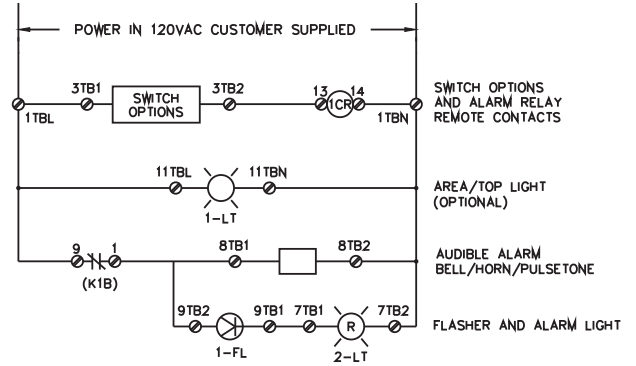 POWER IN 120VAC CUSTOMER SUPPLIED
3TB1
SWITCH
OPTIONS
3TB2
13
14
1CR
1TBL
1TBN
SWITCH OPTIONS
AND ALARM RELAY
REMOTE CONTACTS
11TBL
11TBN
1-LT
AREA/TOP LIGHT
(OPTIONAL)
9
1
(K1B)
8TB1
8TB2
AUDIBLE ALARM
BELL/HORN/PULSETONE
9TB2
9TB1
7TB1
7TB2
R
1-FL
2-LT
FLASHER AND ALARM LIGHT